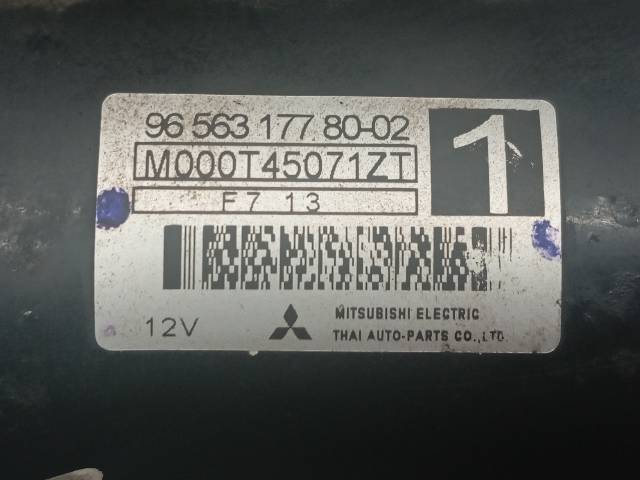 96 563 177 80-02
1
M000T45071ZT
F7 13
12V
MITSUBISHI ELECTRIC
THAI AUTO-PARTS CO.,LTD.